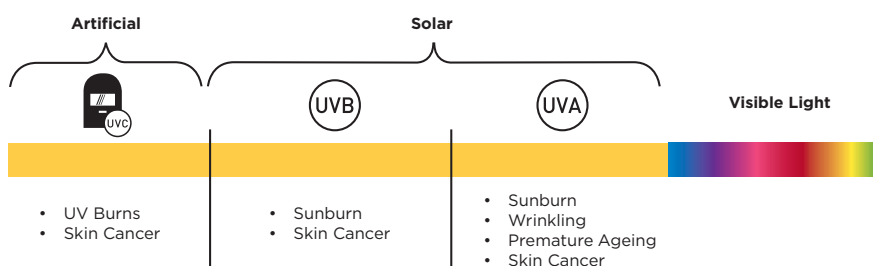 Artificial
Solar
UVC
UVB
UVA
Visible Light
• UV Burns
• Skin Cancer
• Sunburn
• Skin Cancer
• Sunburn
• Wrinkling
• Premature Ageing
• Skin Cancer